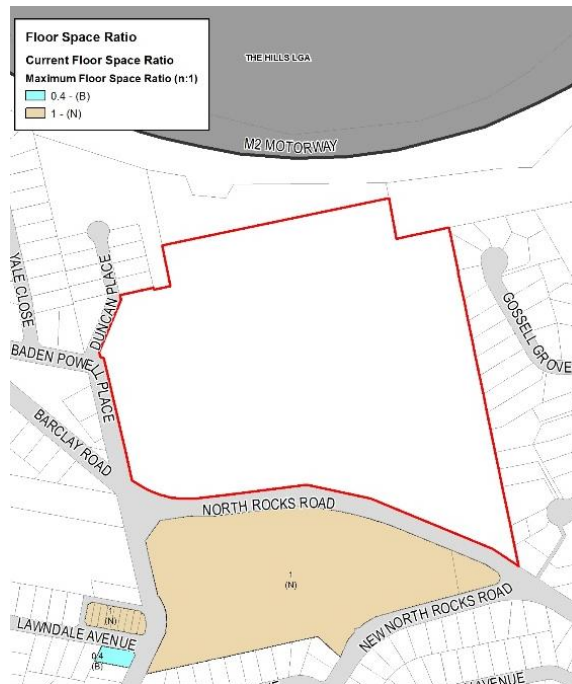 Floor Space Ratio
Current Floor Space Ratio
Maximum Floor Space Ratio (n:1)
0.4 - (B)
1 - (N)
THE HILLS LGA
M2 MOTORWAY
YALE CLOSE
DUNCAN PLACE
GOSSELL GROVE
BADEN POWELL PLACE
BARCLAY ROAD
NORTH ROCKS ROAD
1
(N)
1
(N)
NEW NORTH ROCKS ROAD
LAWNDALE AVENUE
0.4
(B)
AVENUE